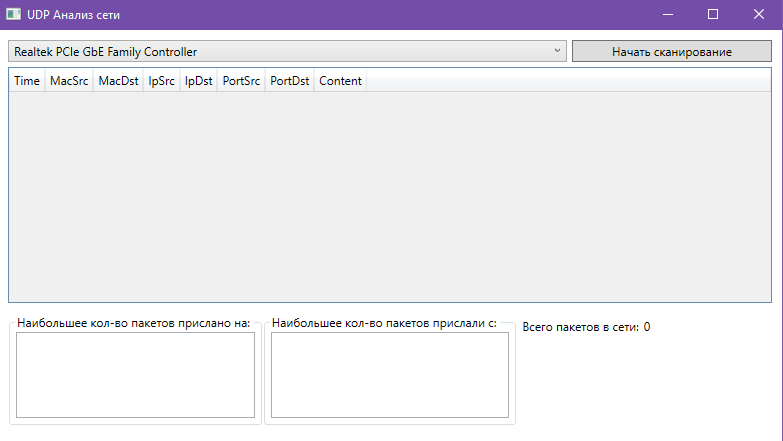 UDP Анализ сети
Realtek PCIe GbE Family Controller
Начать сканирование
Time MacSrc MacDst IpSrc IpDst PortSrc PortDst Content
Наибольшее кол-во пакетов прислано на:
Наибольшее кол-во пакетов прислали с:
Всего пакетов в сети: 0